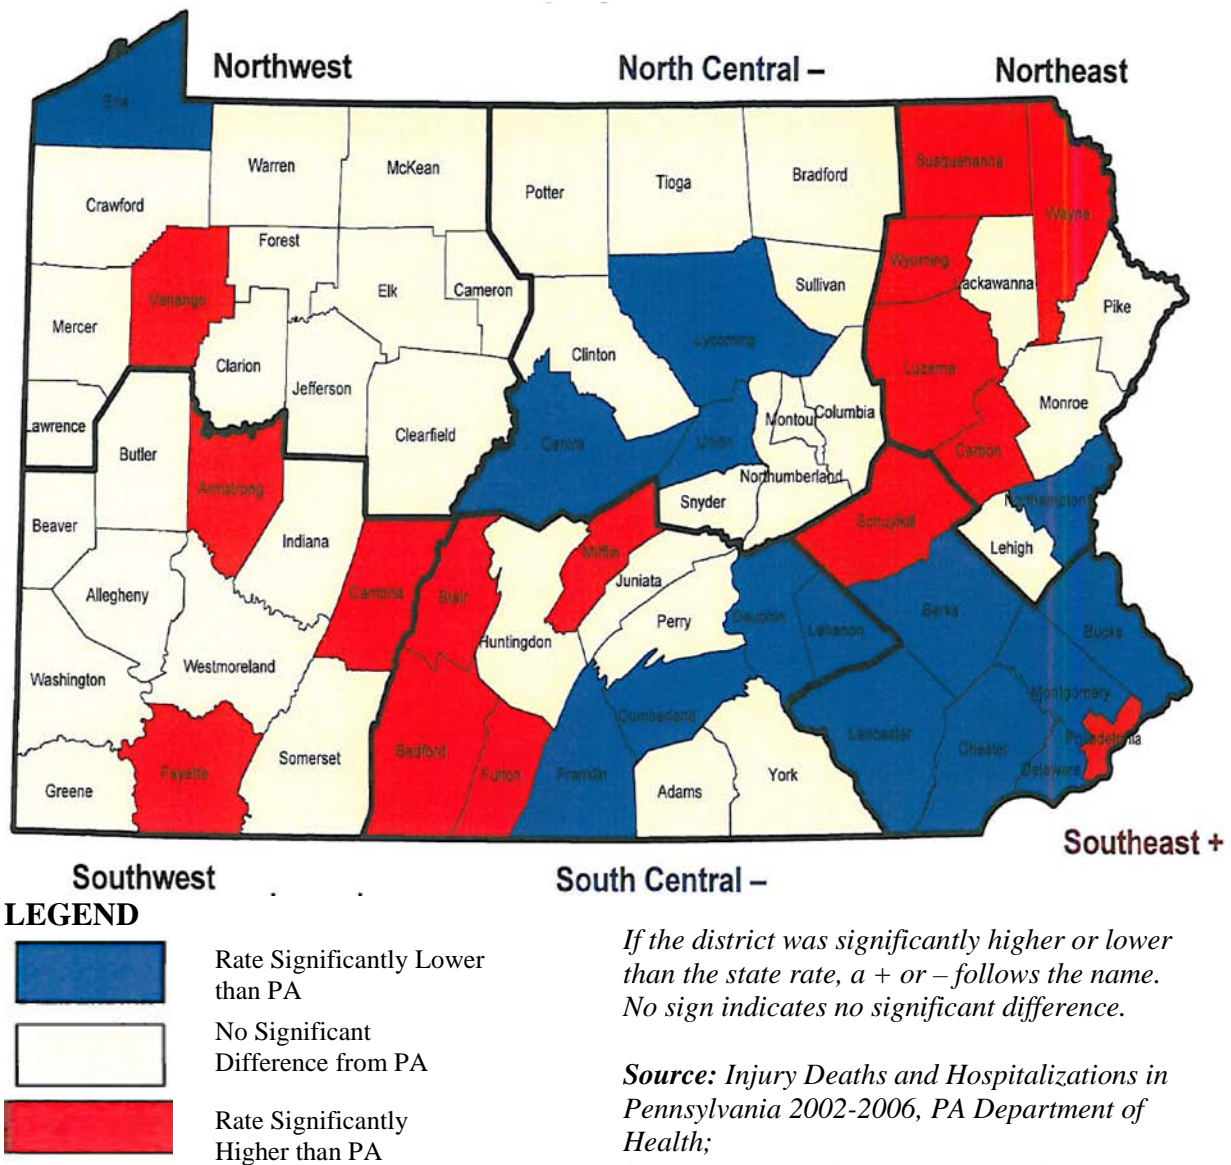 Northwest
North Central –
Northeast
Erie
Warren
McKean
Potter
Tioga
Bradford
Susquehanna
Crawford
Wayne
Forest
Wyoming
Lackawanna
Venango
Elk
Cameron
Sullivan
Pike
Mercer
Clinton
Lycoming
Clarion
Jefferson
Luzerne
Monroe
Lawrence
Montour
Columbia
Butler
Clearfield
Centre
Union
Carbon
Armstrong
Northumberland
Snyder
Northampton
Beaver
Indiana
Schuylkill
Lehigh
Mifflin
Juniata
Allegheny
Cambria
Blair
Perry
Dauphin
Lebanon
Berks
Bucks
Huntingdon
Westmoreland
Washington
Montgomery
Cumberland
Lancaster
Philadelphia
Chester
Bedford
Somerset
Fayette
Fulton
Franklin
York
Delaware
Greene
Adams
Southeast +
Southwest
South Central –
LEGEND
Rate Significantly Lower
than PA
No Significant
Difference from PA
Rate Significantly
Higher than PA
If the district was significantly higher or lower
than the state rate, a + or – follows the name.
No sign indicates no significant difference.
Source: Injury Deaths and Hospitalizations in
Pennsylvania 2002-2006, PA Department of
Health;